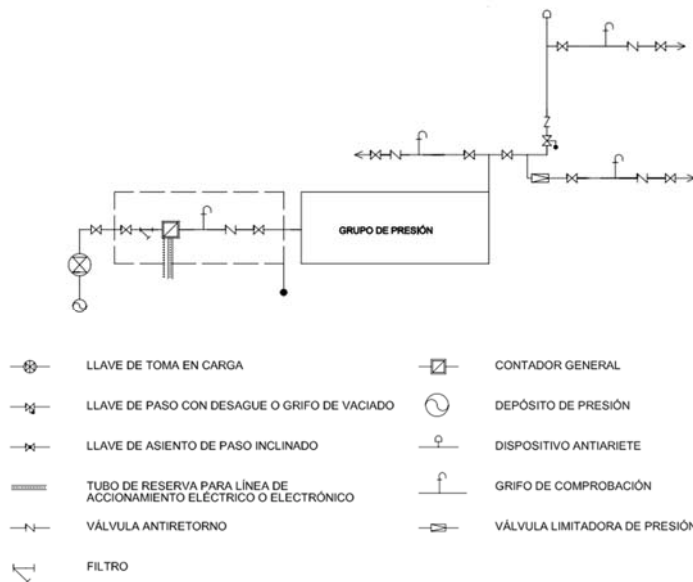 GRUPO DE PRESIÓN
LLAVE DE TOMA EN CARGA
LLAVE DE PASO CON DESAGUE O GRIFO DE VACIADO
LLAVE DE ASIENTO DE PASO INCLINADO
TUBO DE RESERVA PARA LÍNEA DE
ACCIONAMIENTO ELÉCTRICO O ELECTRÓNICO
VÁLVULA ANTIRETORNO
FILTRO
CONTADOR GENERAL
DEPÓSITO DE PRESIÓN
DISPOSITIVO ANTIARIETE
GRIFO DE COMPROBACIÓN
VÁLVULA LIMITADORA DE PRESIÓN